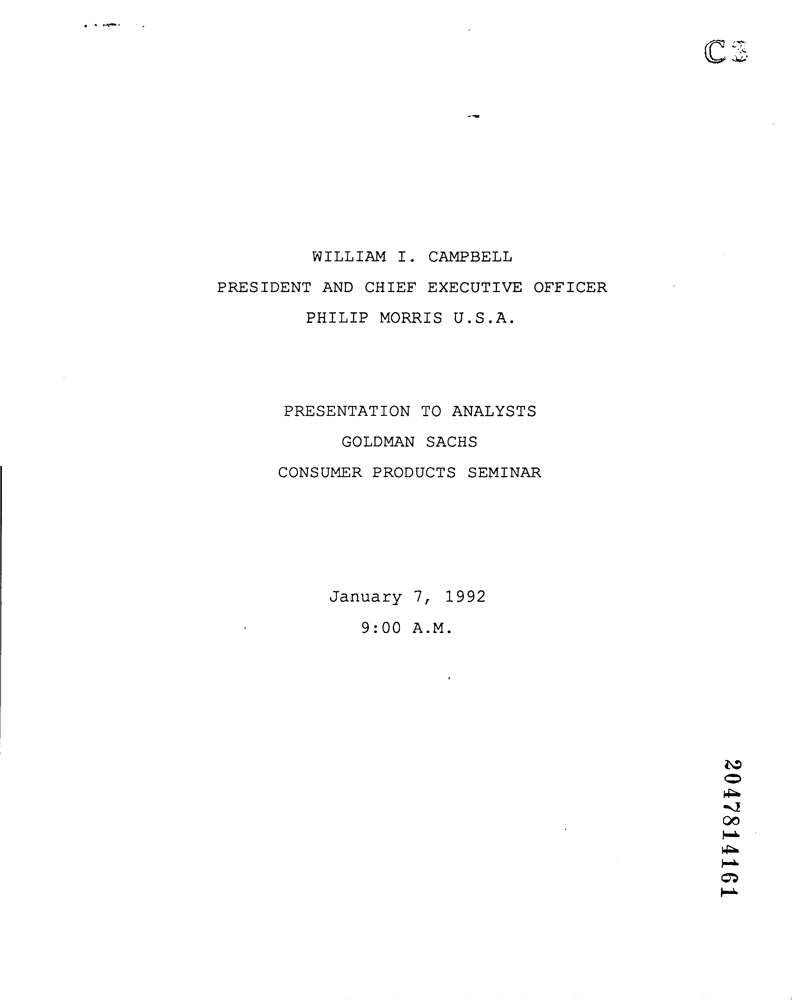 C3
WILLIAM I. CAMPBELL
PRESIDENT AND CHIEF EXECUTIVE OFFICER
PHILIP MORRIS U.S.A.
PRESENTATION TO ANALYSTS
GOLDMAN SACHS
CONSUMER PRODUCTS SEMINAR
January 7, 1992
9:00 A.M.
2047814161